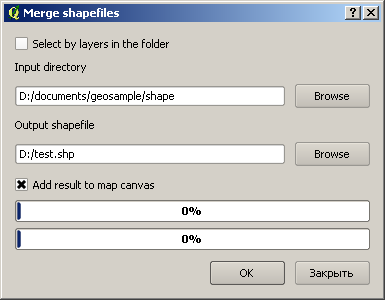 Merge shapefiles
Select by layers in the folder
Input directory
D:/documents/geosample/shape Browse
Output shapefile
D:/test.shp Browse
Add result to map canvas
0%
0%
OK Закрыть